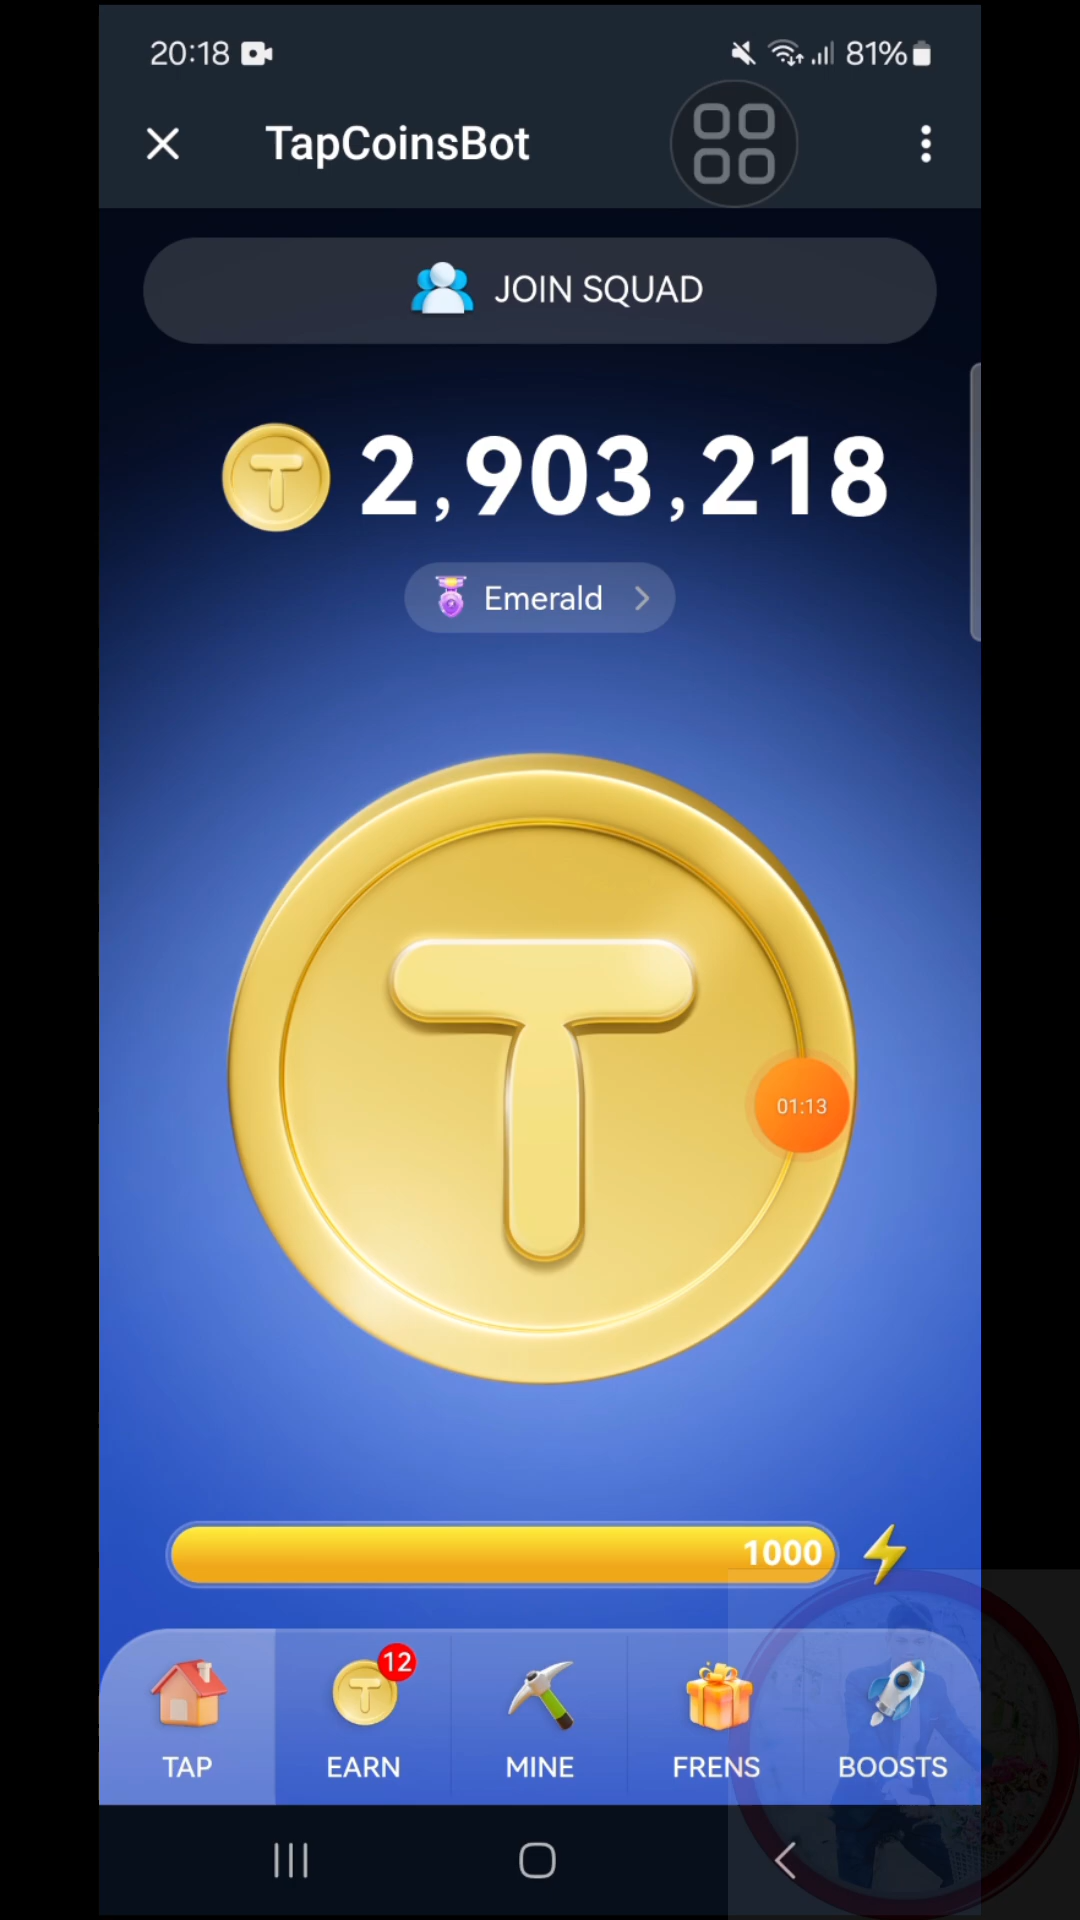 20:18 81%
TapCoinsBot
JOIN SQUAD
2,903,218
Emerald
T
01:13
1000
12
TAP EARN MINE FRENS BOOSTS